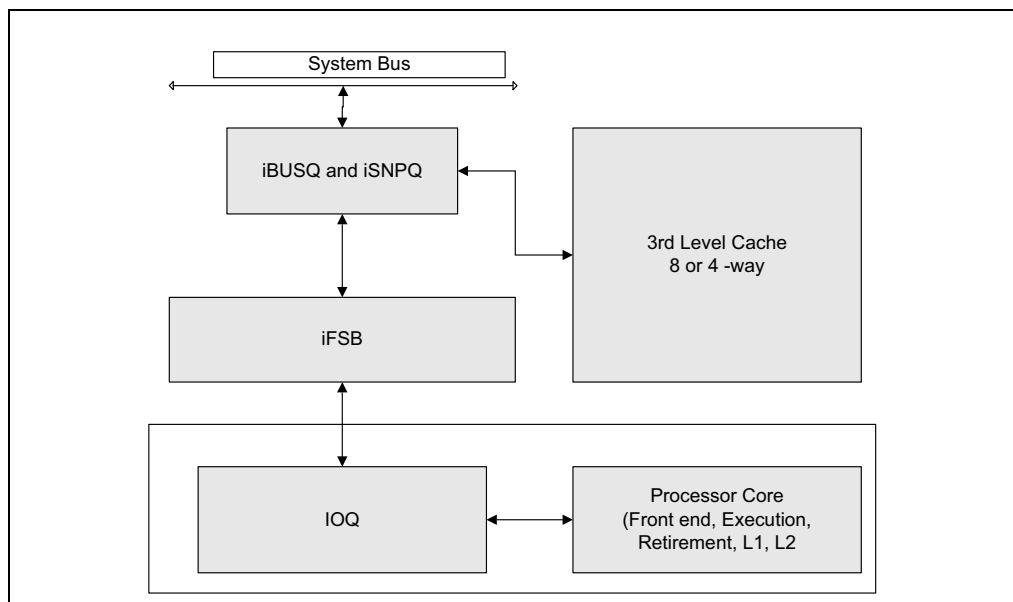 System Bus
iBUSQ and iSNPQ
3rd Level Cache
8 or 4 -way
iFSB
IOQ
Processor Core
(Front end, Execution,
Retirement, L1, L2